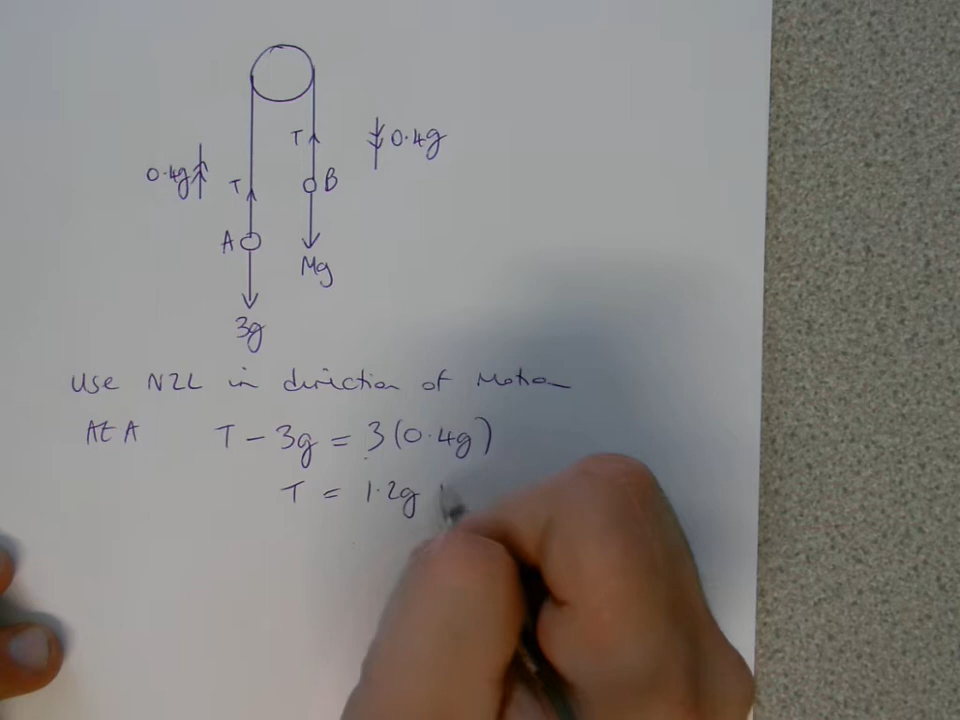 T
0.4g
0.4g
T
B
A
Mg
3g
Use N2L in direction of Motion
At A T - 3g = 3(0.4g)
T = 1.2g